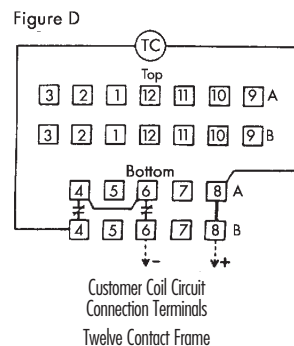 Figure D
TC
Top
3 2 1 12 11 10 9 A
3 2 1 12 11 10 9 B
Bottom
4 5 6 7 8 A
4 5 6 7 8 B
- +
Customer Coil Circuit
Connection Terminals
Twelve Contact Frame